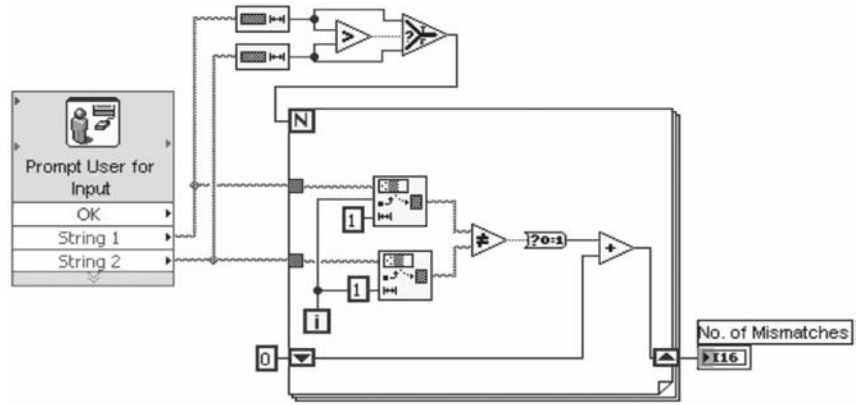 >
?
T
F
N
Prompt User for
Input
OK
String 1
String 2
1
≠
?0:1
+
1
i
No. of Mismatches
0
I16